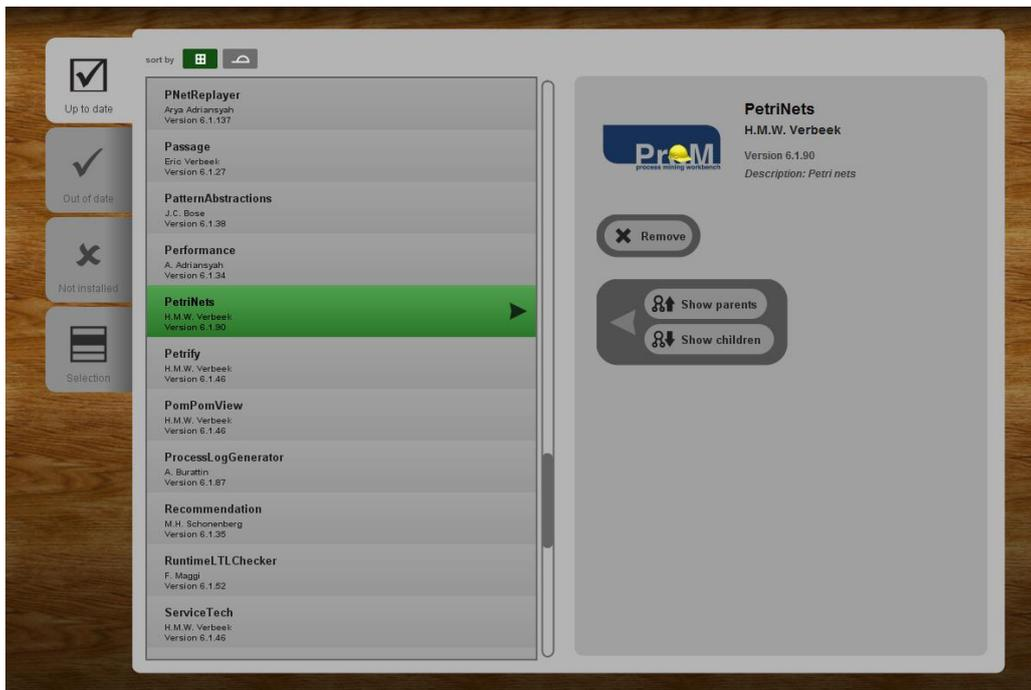 sort by
Up to date
Out of date
Not installed
Selection
PNetReplayer
Arya Adriansyah
Version 6.1.137
Passage
Eric Verbeek
Version 6.1.27
PatternAbstractions
J.C. Bose
Version 6.1.38
Performance
A. Adriansyah
Version 6.1.34
PetriNets
H.M.W. Verbeek
Version 6.1.90
Petrify
H.M.W. Verbeek
Version 6.1.46
PomPomView
H.M.W. Verbeek
Version 6.1.46
ProcessLogGenerator
A. Burattin
Version 6.1.87
Recommendation
M.H. Schonenberg
Version 6.1.35
RuntimeLTLChecker
F. Maggi
Version 6.1.52
ServiceTech
H.M.W. Verbeek
Version 6.1.46
ProM
process mining workbench
PetriNets
H.M.W. Verbeek
Version 6.1.90
Description: Petri nets
Remove
Show parents
Show children